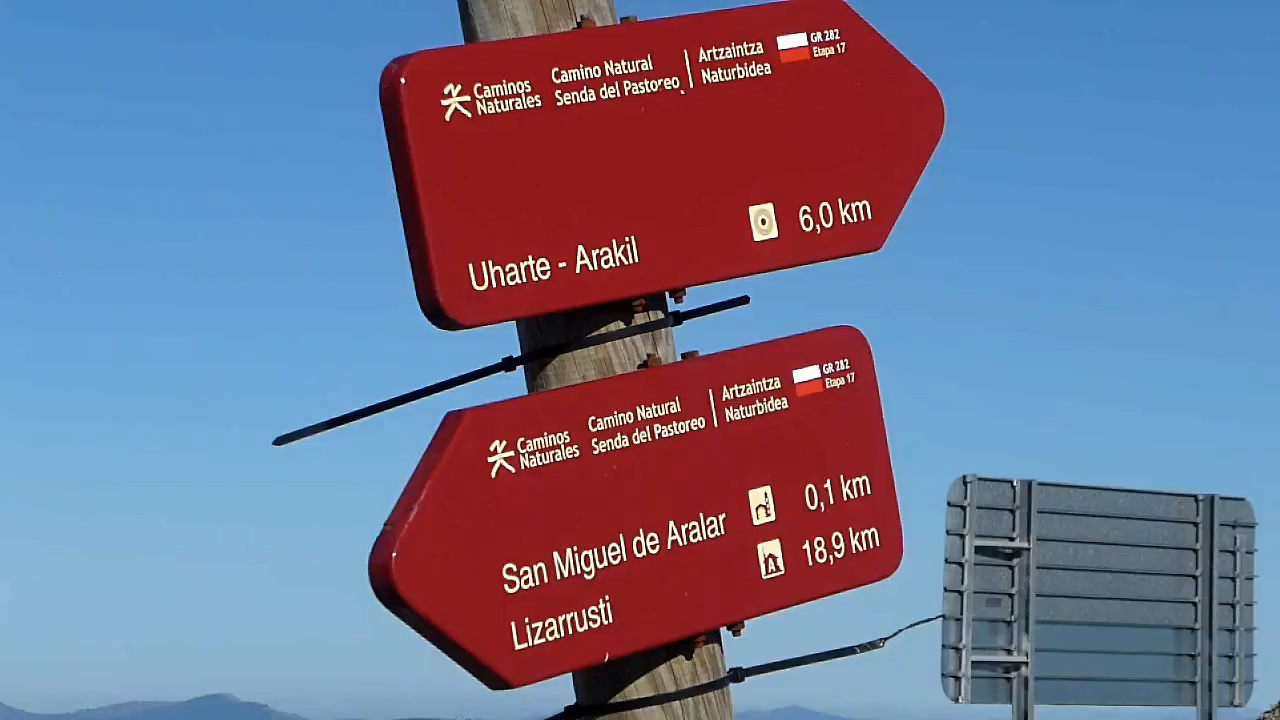 Caminos
Naturales
Camino Natural
Senda del Pastoreo
Artzaintza
Naturbidea
GR 282
Etapa 17
Uharte - Arakil
6,0 km
Caminos
Naturales
Camino Natural
Senda del Pastoreo
Artzaintza
Naturbidea
GR 282
Etapa 17
San Miguel de Aralar
0,1 km
Lizarrusti
18,9 km